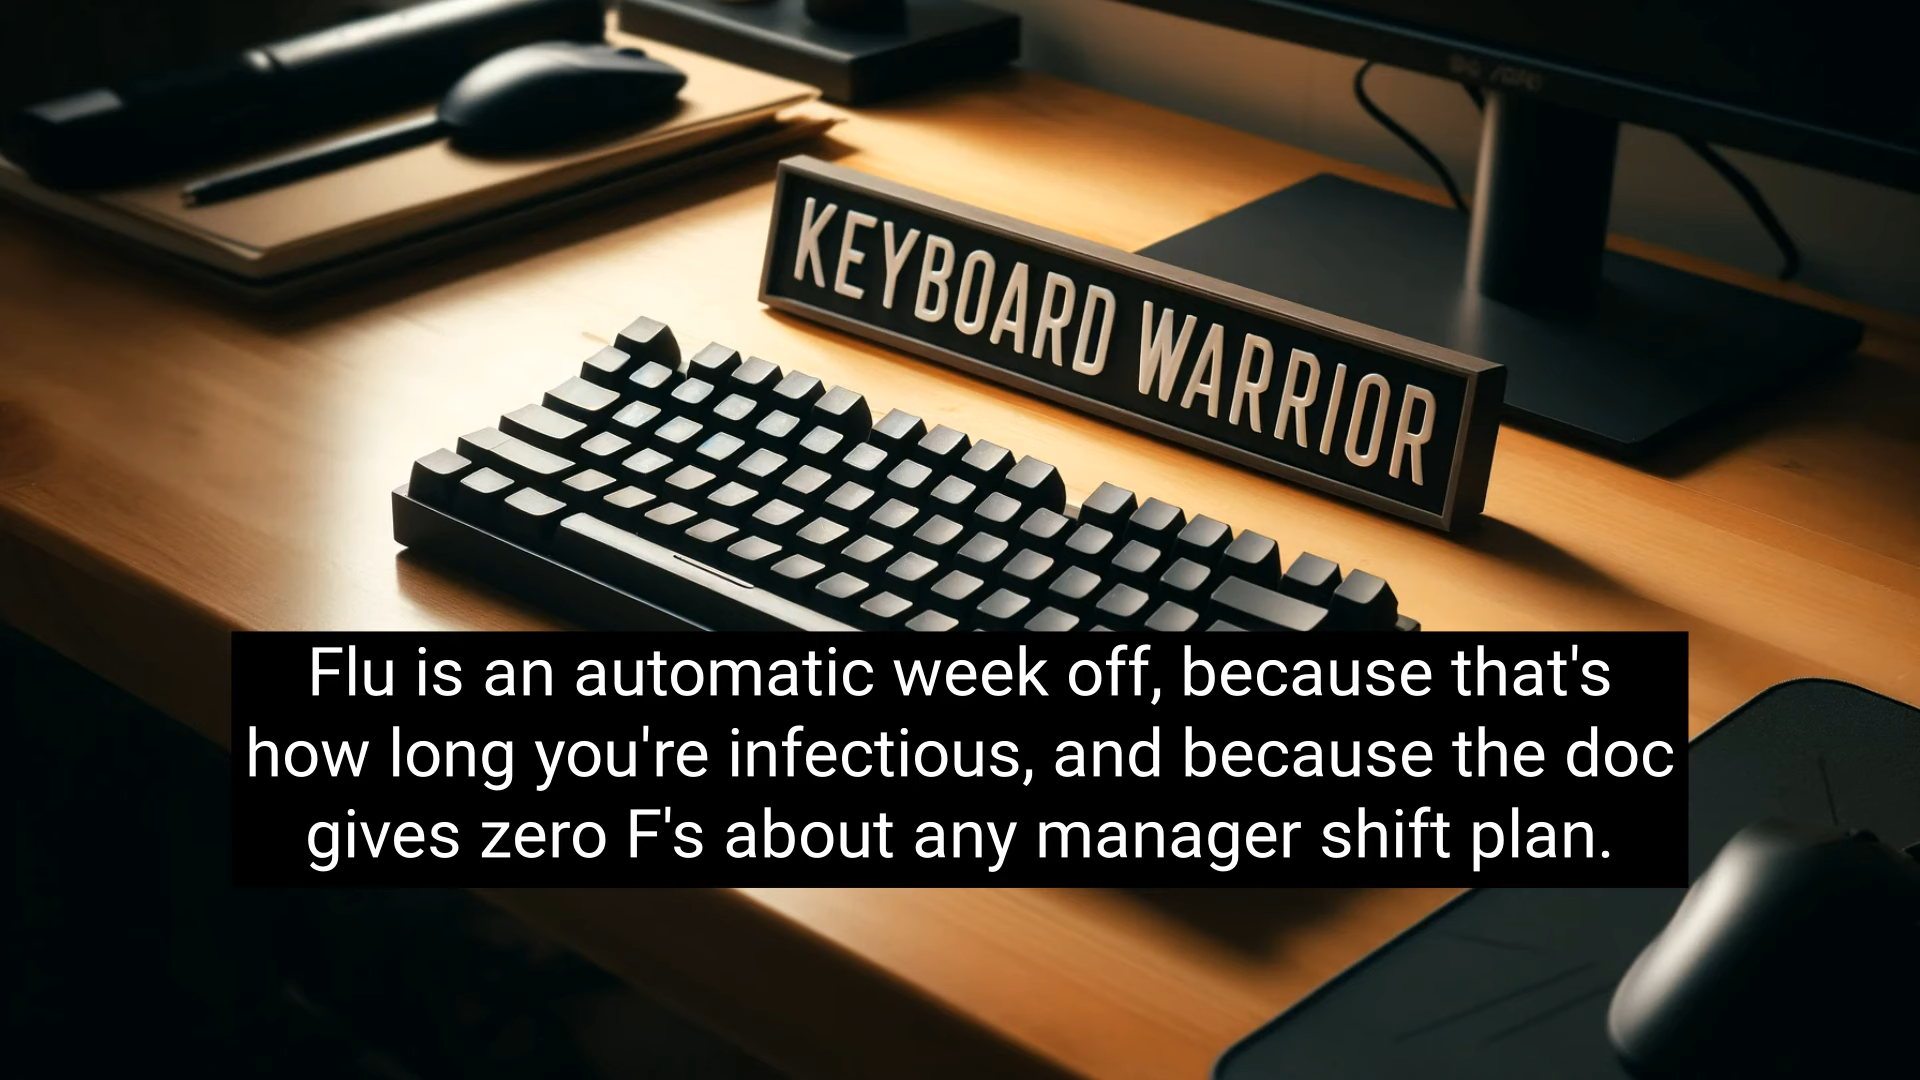 KEYBOARD WARRIOR
Flu is an automatic week off, because that's
how long you're infectious, and because the doc
gives zero F's about any manager shift plan.